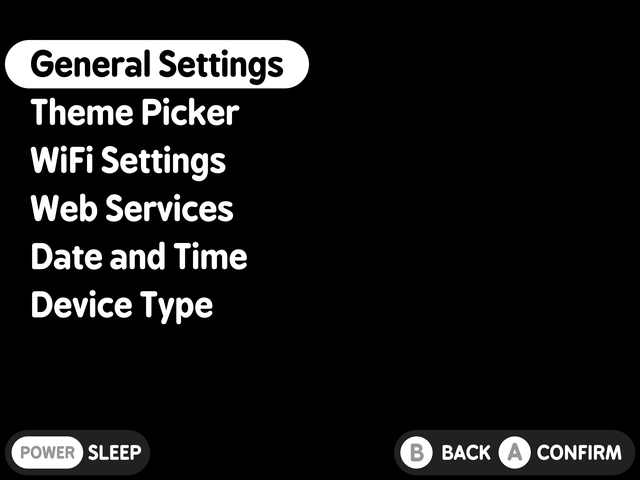 General Settings
Theme Picker
WiFi Settings
Web Services
Date and Time
Device Type
POWER SLEEP B BACK A CONFIRM